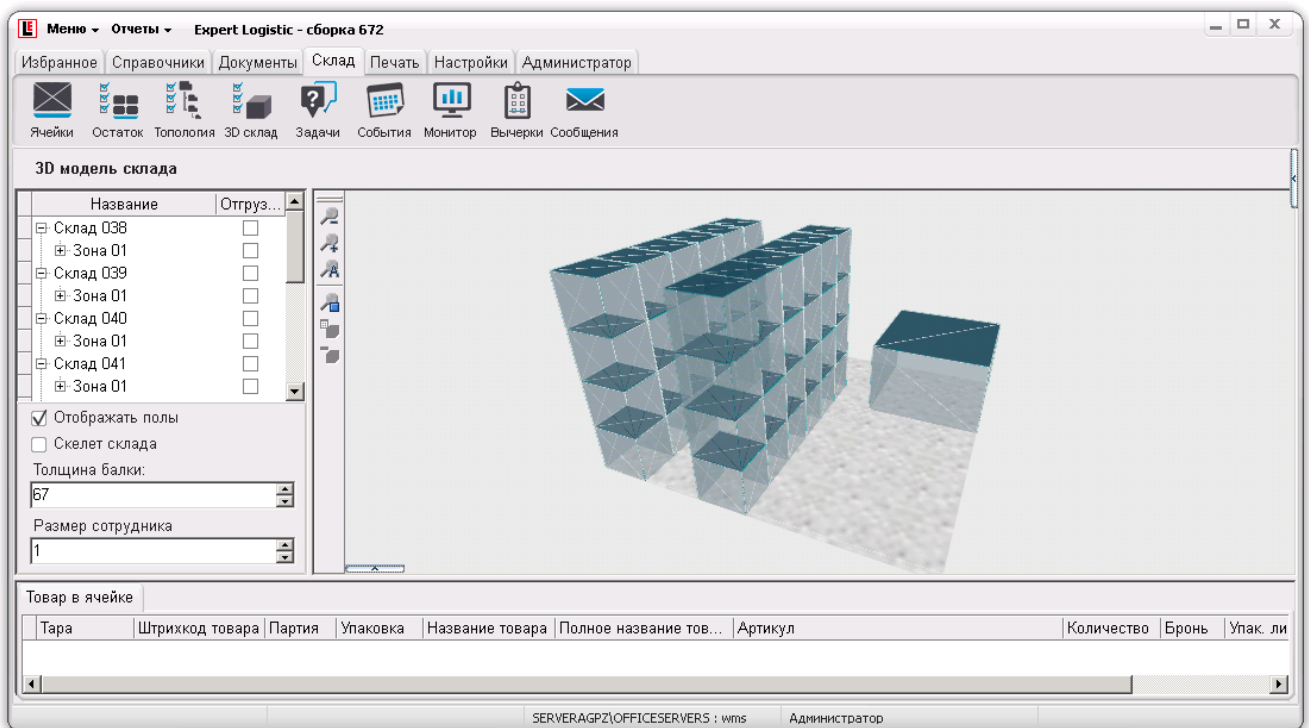 LE Меню Отчеты Expert Logistic - сборка 672
Избранное Справочники Документы Склад Печать Настройки Администратор
Ячейки Остаток Топология 3D склад Задачи События Монитор Вычерки Сообщения
3D модель склада
Название Отгруз...
Склад 038
Зона 01
Склад 039
Зона 01
Склад 040
Зона 01
Склад 041
Зона 01
Отображать полы
Скелет склада
Толщина балки:
67
Размер сотрудника
1
Товар в ячейке
Тара Штрихкод товара Партия Упаковка Название товара Полное название тов... Артикул Количество Бронь Упак. ли
SERVERAGPZ\OFFICESERVERS : wms Администратор